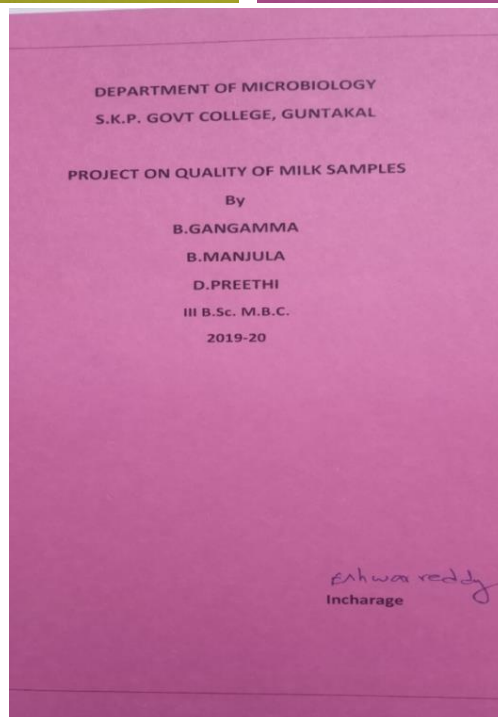 DEPARTMENT OF MICROBIOLOGY
S.K.P. GOVT COLLEGE, GUNTAKAL
PROJECT ON QUALITY OF MILK SAMPLES
By
B.GANGAMMA
B.MANJULA
D.PREETHI
III B.Sc. M.B.C.
2019-20
reddy
Incharage